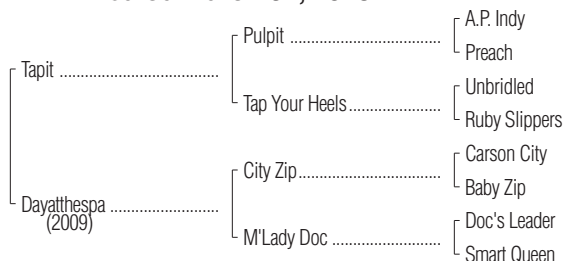 A.P. Indy
Pulpit
Preach
Tapit
Unbridled
Tap Your Heels
Ruby Slippers
Carson City
City Zip
Baby Zip
Dayatthespa
(2009)
Doc's Leader
M'Lady Doc
Smart Queen